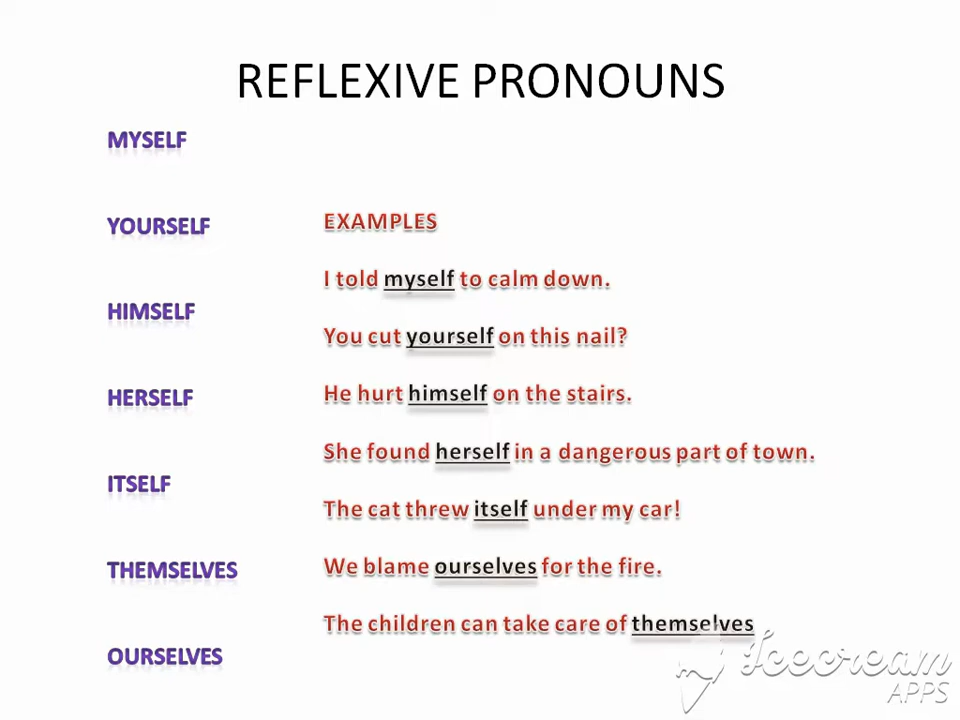 REFLEXIVE PRONOUNS
MYSELF
YOURSELF
HIMSELF
HERSELF
ITSELF
THEMSELVES
OURSELVES
EXAMPLES
I told myself to calm down.
You cut yourself on this nail?
He hurt himself on the stairs.
She found herself in a dangerous part of town.
The cat threw itself under my car!
We blame ourselves for the fire.
The children can take care of themselves
Icecream
APPS